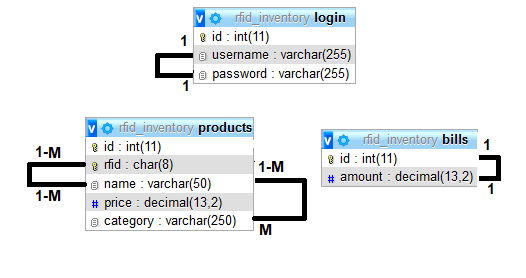 rfid_inventory login
id : int(11)
1
username : varchar(255)
password : varchar(255)
1
rfid_inventory products
id : int(11)
1-M
rfid : char(8)
name : varchar(50)
1-M
1-M
price : decimal(13,2)
category : varchar(250)
M
rfid_inventory bills
1
id : int(11)
amount : decimal(13,2)
1